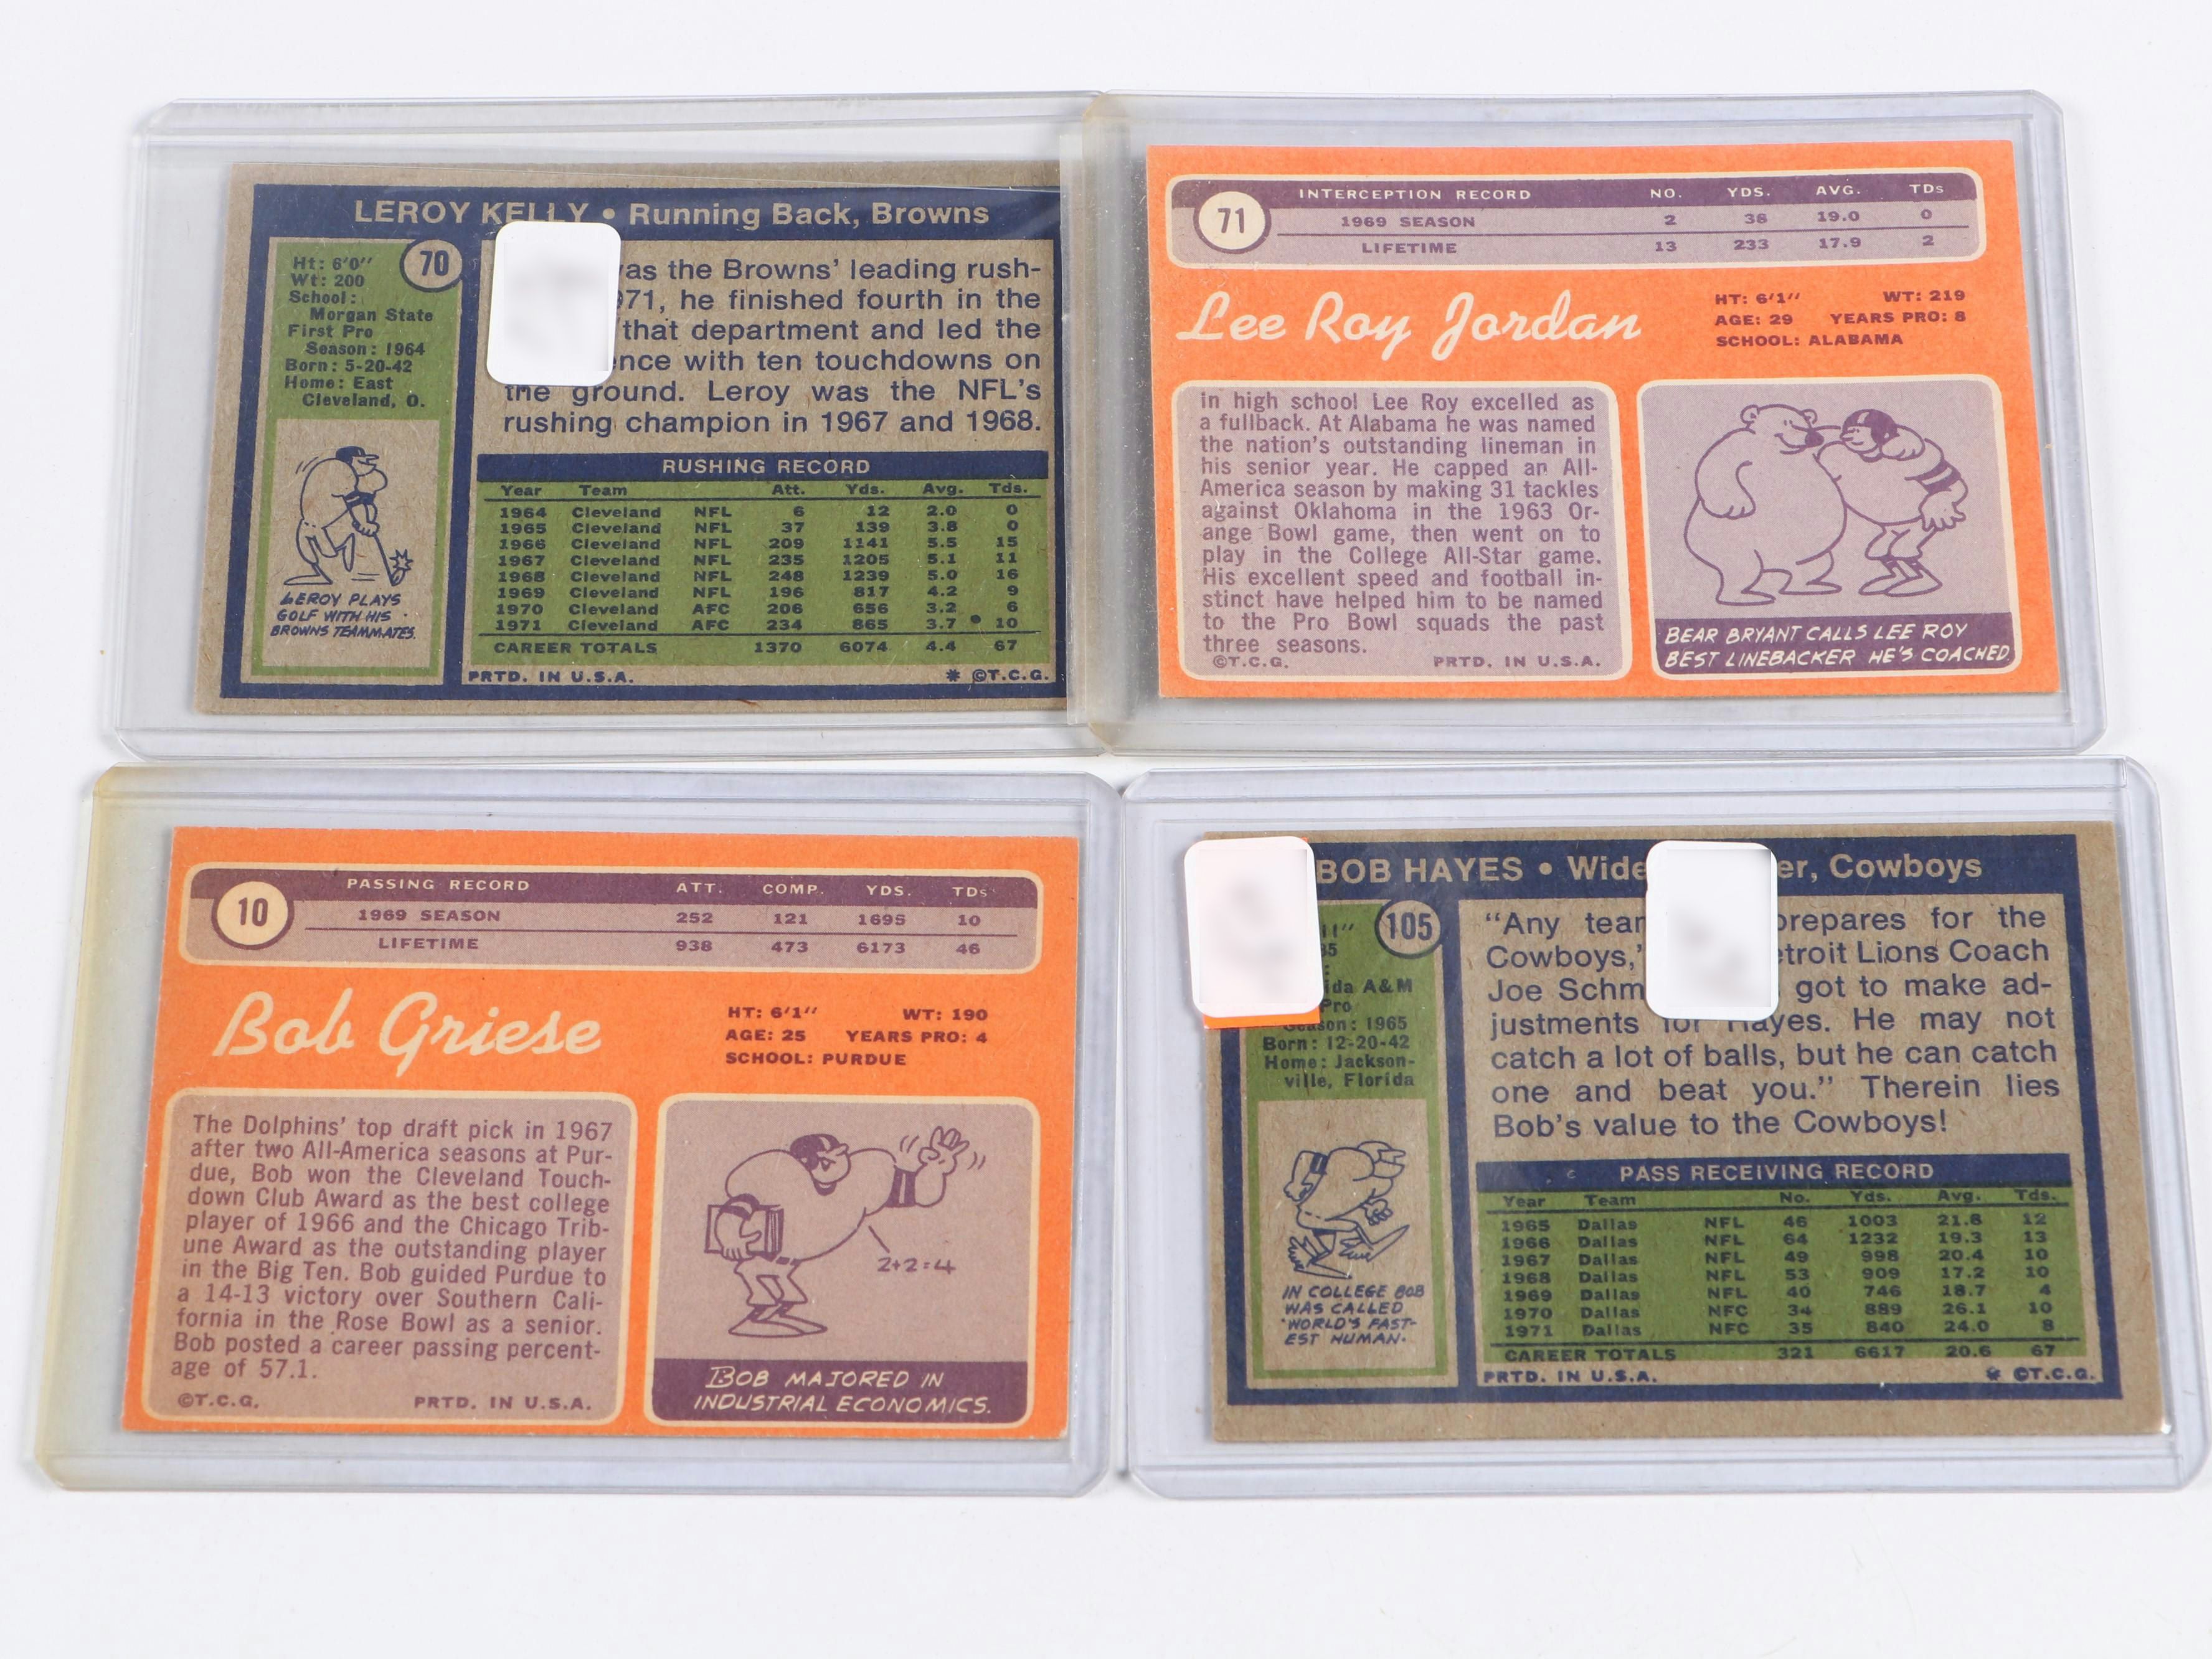 LEROY KELLY • Running Back, Browns
70
Ht: 6'0"
Wt: 200
School:
Morgan State
First Pro
Season: 1964
Born: 5-20-42
Home: East
Cleveland, O.
LEROY PLAYS
GOLF WITH HIS
BROWNS TEAMMATES.
the Browns' leading rush-
he finished fourth in the
that department and led the
with ten touchdowns on
the ground. Leroy was the NFL's
rushing champion in 1967 and 1968.
RUSHING RECORD
Year Team Att. Yds. Avg. Tds.
1964 Cleveland NFL 6 12 2.0 0
1965 Cleveland NFL 37 139 3.8 0
1966 Cleveland NFL 209 1141 5.5 15
1967 Cleveland NFL 235 1205 5.1 11
1968 Cleveland NFL 248 1239 5.0 16
1969 Cleveland NFL 196 817 4.2 9
1970 Cleveland AFC 206 656 3.2 6
1971 Cleveland AFC 234 865 3.7 10
CAREER TOTALS 1370 6074 4.4 67
PRTD. IN U.S.A. * ©T.C.G.
71
INTERCEPTION RECORD NO. YDS. AVG. TDs
1969 SEASON 2 38 19.0 0
LIFETIME 13 233 17.9 2
Lee Roy Jordan
HT: 6'1" WT: 219
AGE: 29 YEARS PRO: 8
SCHOOL: ALABAMA
In high school Lee Roy excelled as
a fullback. At Alabama he was named
the nation's outstanding lineman in
his senior year. He capped an All-
America season by making 31 tackles
against Oklahoma in the 1963 Or-
ange Bowl game, then went on to
play in the College All-Star game.
His excellent speed and football in-
stinct have helped him to be named
to the Pro Bowl squads the past
three seasons.
©T.C.G. PRTD. IN U.S.A.
BEAR BRYANT CALLS LEE ROY
BEST LINEBACKER HE'S COACHED.
10
PASSING RECORD ATT. COMP. YDS. TDs
1969 SEASON 252 121 1695 10
LIFETIME 938 473 6173 46
Bob Griese
HT: 6'1" WT: 190
AGE: 25 YEARS PRO: 4
SCHOOL: PURDUE
The Dolphins' top draft pick in 1967
after two All-America seasons at Pur-
due, Bob won the Cleveland Touch-
down Club Award as the best college
player of 1966 and the Chicago Trib-
une Award as the outstanding player
in the Big Ten. Bob guided Purdue to
a 14-13 victory over Southern Cali-
fornia in the Rose Bowl as a senior.
Bob posted a career passing percent-
age of 57.1.
©T.C.G. PRTD. IN U.S.A.
2+2=4
BOB MAJORED IN
INDUSTRIAL ECONOMICS.
BOB HAYES • Wide Cowboys
105
A&M
Pro
Season: 1965
Born: 12-20-42
Home: Jackson-
ville, Florida
IN COLLEGE BOB
WAS CALLED
"WORLD'S FAST-
EST HUMAN."
"Any prepares for the
Cowboys," Lions Coach
Joe got to make ad-
justments for Hayes. He may not
catch a lot of balls, but he can catch
one and beat you." Therein lies
Bob's value to the Cowboys!
PASS RECEIVING RECORD
Year Team No. Yds. Avg. Tds.
1965 Dallas NFL 46 1003 21.8 12
1966 Dallas NFL 64 1232 19.3 13
1967 Dallas NFL 49 998 20.4 10
1968 Dallas NFL 53 909 17.2 10
1969 Dallas NFL 40 746 18.7 4
1970 Dallas NFC 34 889 26.1 10
1971 Dallas NFC 35 840 24.0 8
CAREER TOTALS 321 6617 20.6 67
PRTD. IN U.S.A. * ©T.C.G.